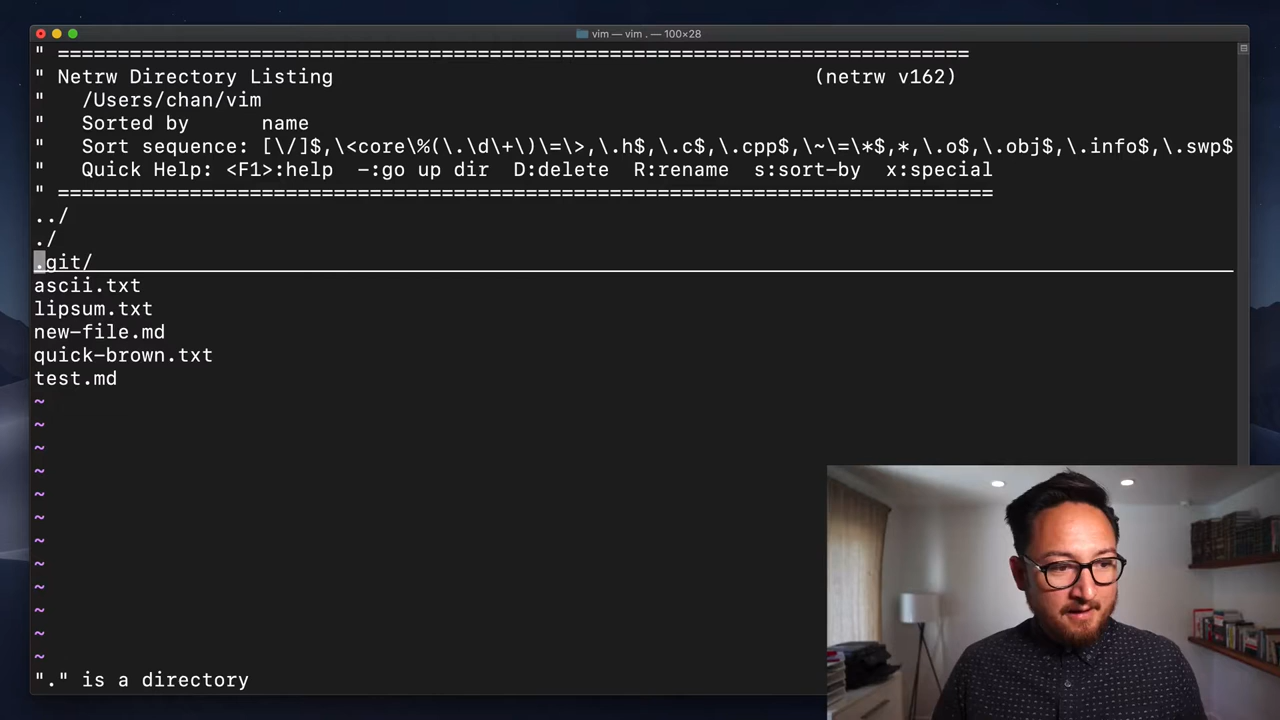 vim — vim . — 100×28
" ===========================================================================
" Netrw Directory Listing (netrw v162)
" /Users/chan/vim
" Sorted by name
" Sort sequence: [\/]$,\<core\%(\.\d\+\)\=\>,\.h$,\.c$,\.cpp$,\~\=\*$,*,\.o$,\.obj$,\.info$,\.swp$
" Quick Help: <F1>:help -:go up dir D:delete R:rename s:sort-by x:special
" =============================================================================
../
./
.git/
ascii.txt
lipsum.txt
new-file.md
quick-brown.txt
test.md
~
~
~
~
~
~
~
~
~
~
~
~
"." is a directory